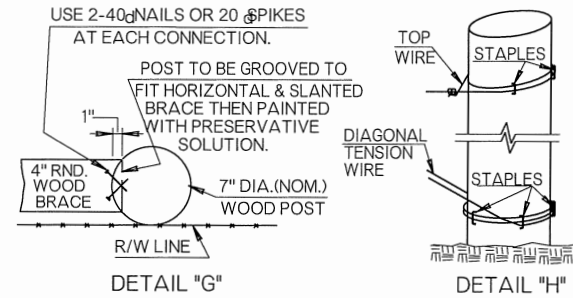 USE 2-40d NAILS OR 20 d SPIKES
AT EACH CONNECTION.
POST TO BE GROOVED TO
FIT HORIZONTAL & SLANTED
BRACE THEN PAINTED
WITH PRESERVATIVE
SOLUTION.
1"
4" RND.
WOOD
BRACE
7" DIA.(NOM.)
WOOD POST
R/W LINE
DETAIL "G"
TOP
WIRE
STAPLES
DIAGONAL
TENSION
WIRE
STAPLES
DETAIL "H"